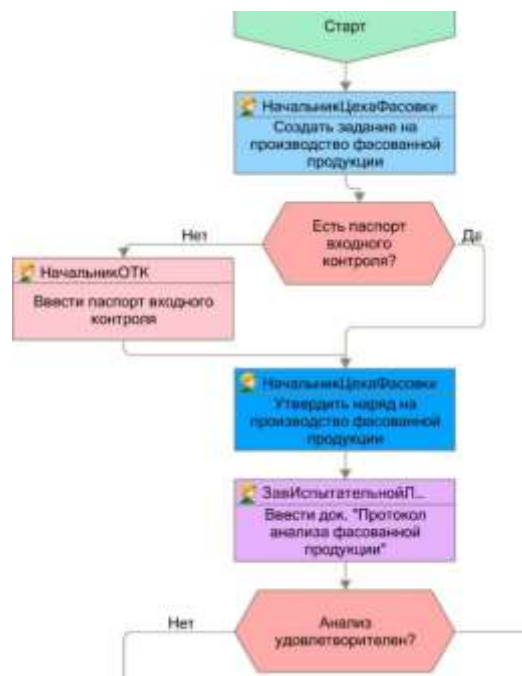 Старт
НачальникЦехаФасовки
Создать задание на
производство фасованной
продукции
Есть паспорт
входного
контроля?
Нет
Да
НачальникОТК
Ввести паспорт входного
контроля
НачальникЦехаФасовки
Утвердить наряд на
производство фасованной
продукции
ЗавИспытательнойЛ...
Ввести док. "Протокол
анализа фасованной
продукции"
Нет
Анализ
удовлетворителен?